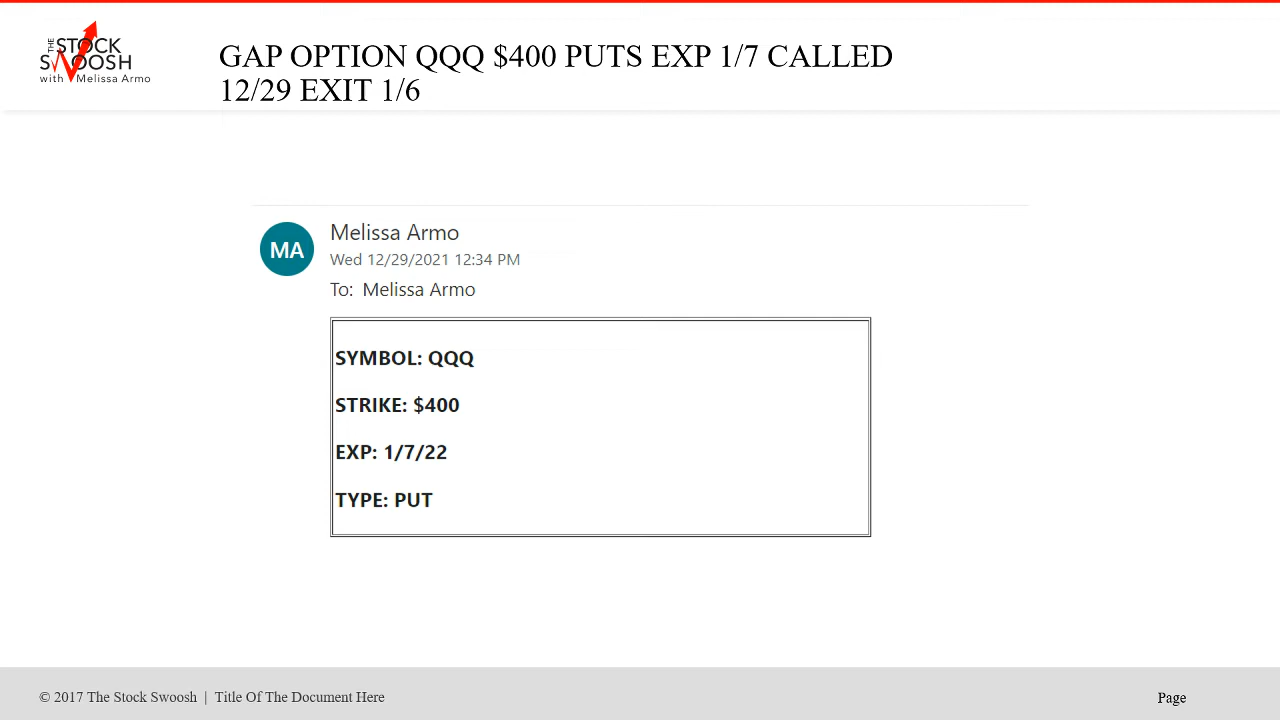 THE
STOCK
SWOOSH
with Melissa Armo
GAP OPTION QQQ $400 PUTS EXP 1/7 CALLED
12/29 EXIT 1/6
MA
Melissa Armo
Wed 12/29/2021 12:34 PM
To: Melissa Armo
SYMBOL: QQQ
STRIKE: $400
EXP: 1/7/22
TYPE: PUT
© 2017 The Stock Swoosh | Title Of The Document Here
Page